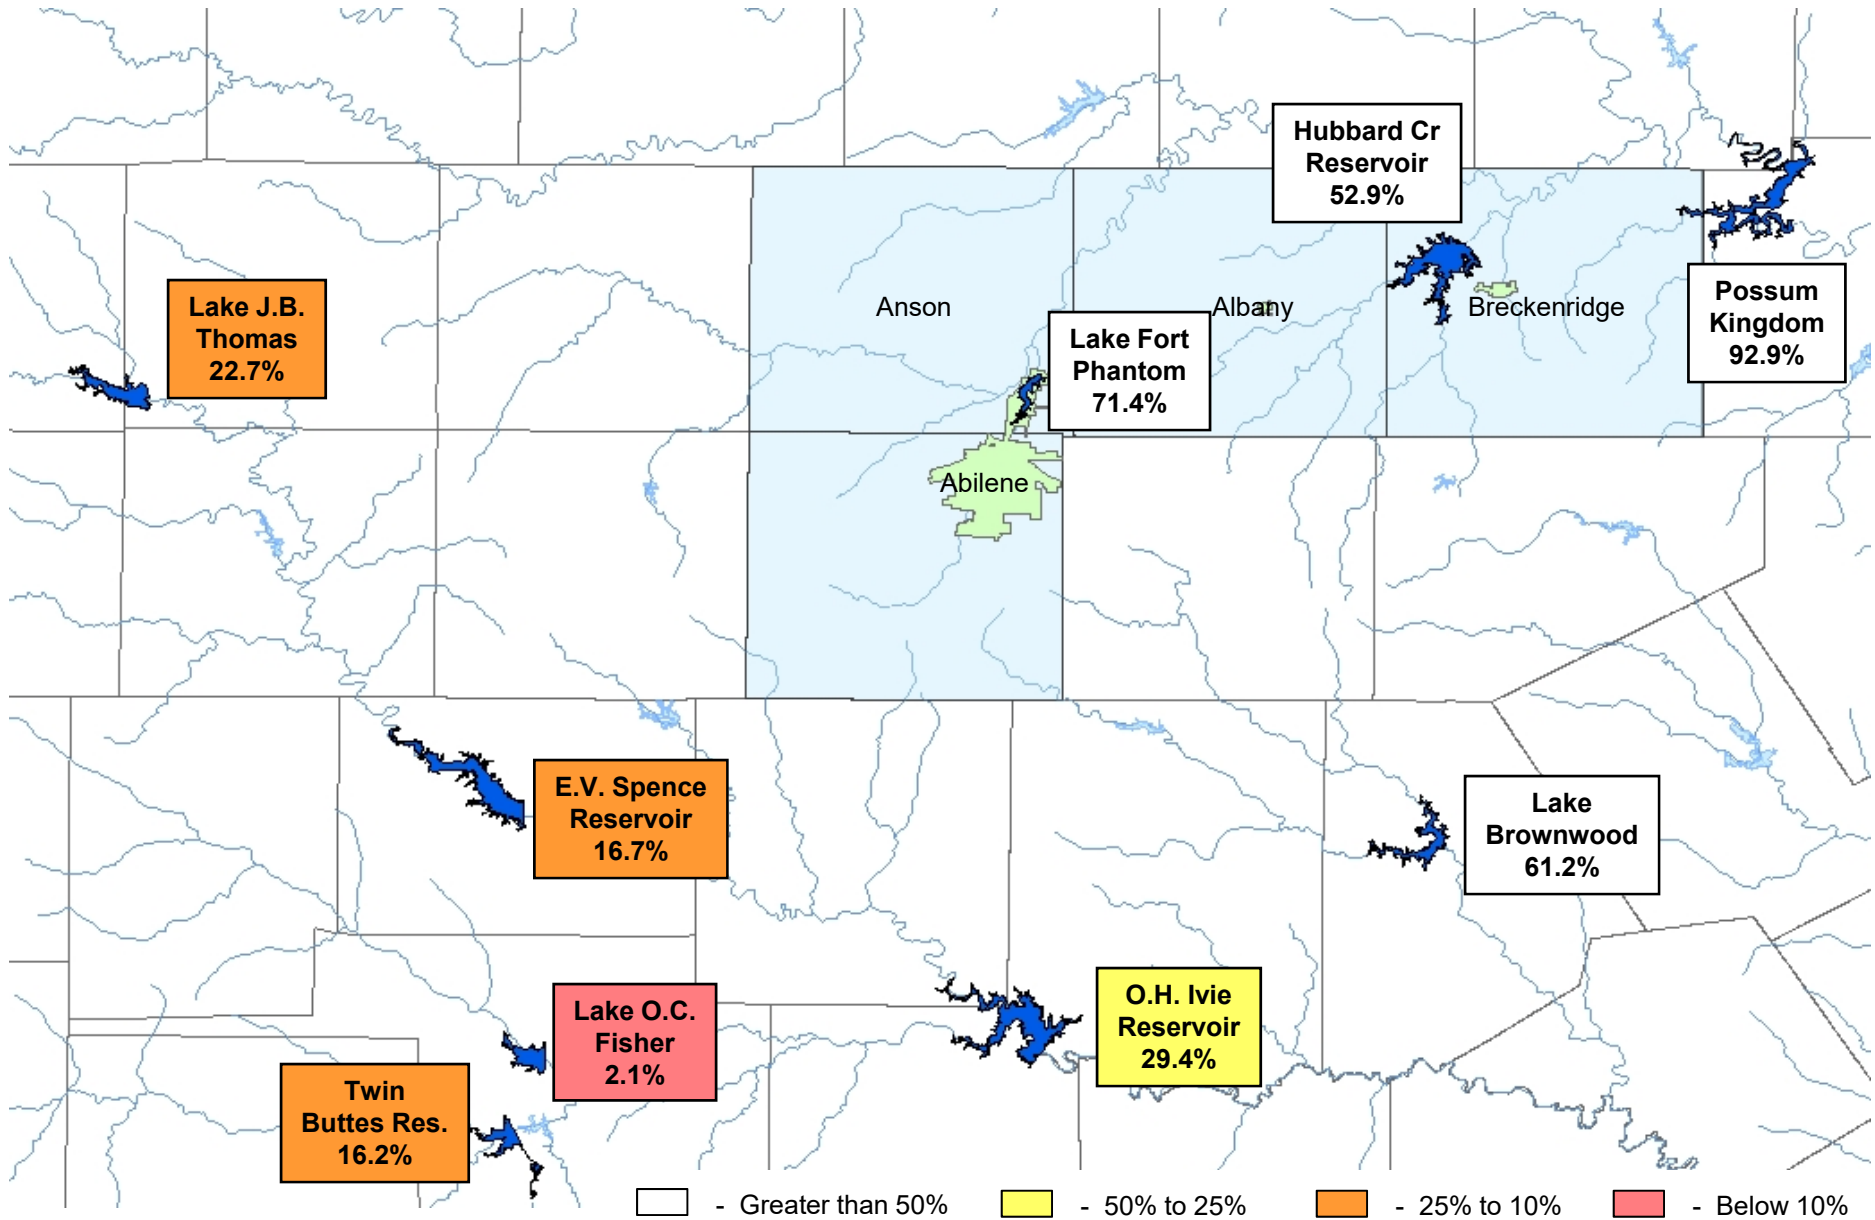 Hubbard Cr
Reservoir
52.9%
Possum
Kingdom
92.9%
Lake J.B.
Thomas
22.7%
Anson
Albany
Breckenridge
Lake Fort
Phantom
71.4%
Abilene
E.V. Spence
Reservoir
16.7%
Lake
Brownwood
61.2%
Lake O.C.
Fisher
2.1%
O.H. Ivie
Reservoir
29.4%
Twin
Buttes Res.
16.2%
- Greater than 50%
- 50% to 25%
- 25% to 10%
- Below 10%